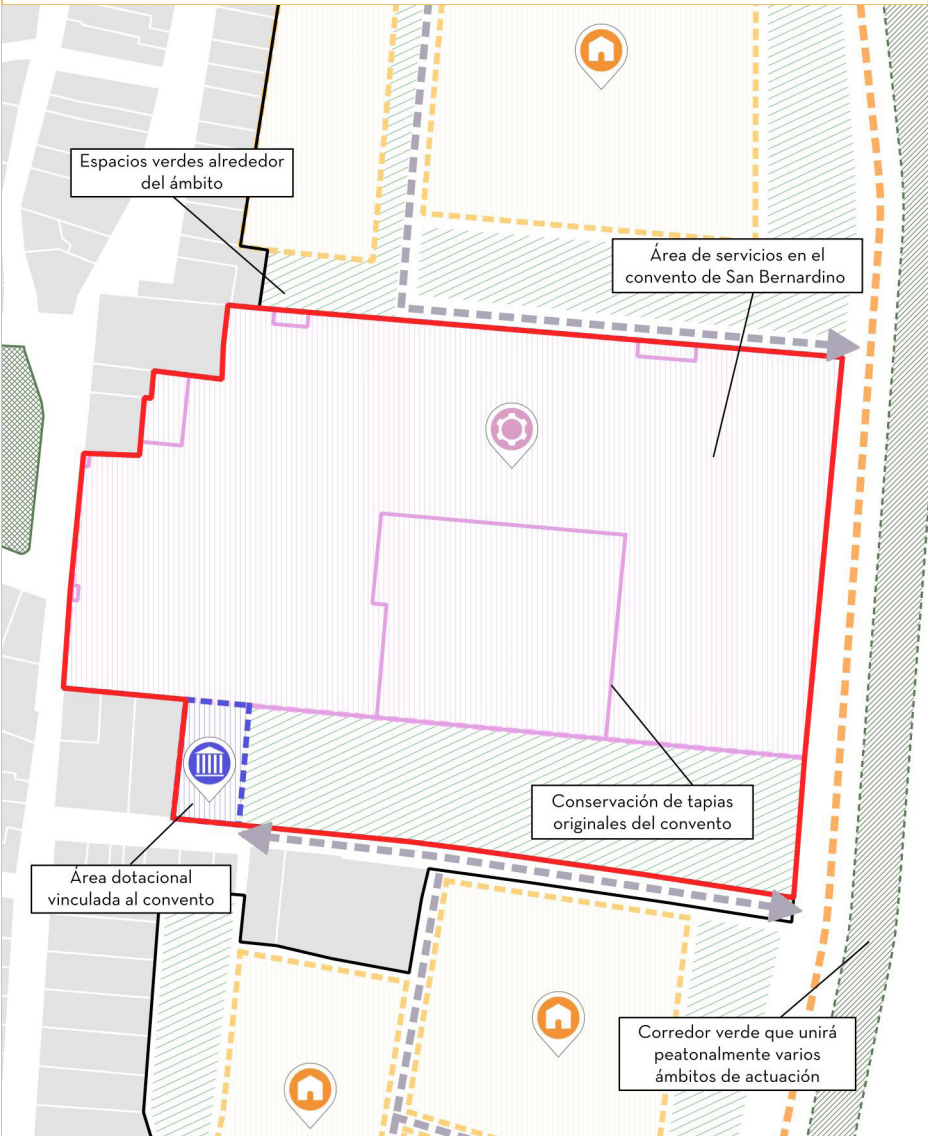 Espacios verdes alrededor
del ámbito
Área de servicios en el
convento de San Bernardino
Conservación de tapias
originales del convento
Área dotacional
vinculada al convento
Corredor verde que unirá
peatonalmente varios
ámbitos de actuación